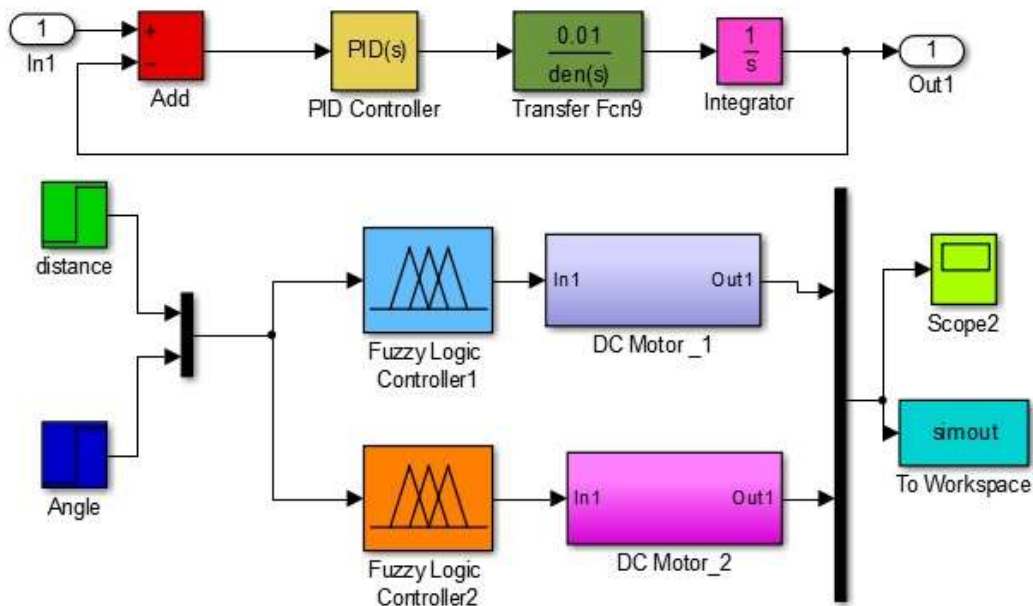 1
In1
+
−
Add
PID(s)
PID Controller
0.01
den(s)
Transfer Fcn9
1
s
Integrator
1
Out1
distance
Angle
Fuzzy Logic
Controller1
In1
Out1
DC Motor _1
Scope2
simout
To Workspace
Fuzzy Logic
Controller2
In1
Out1
DC Motor_2